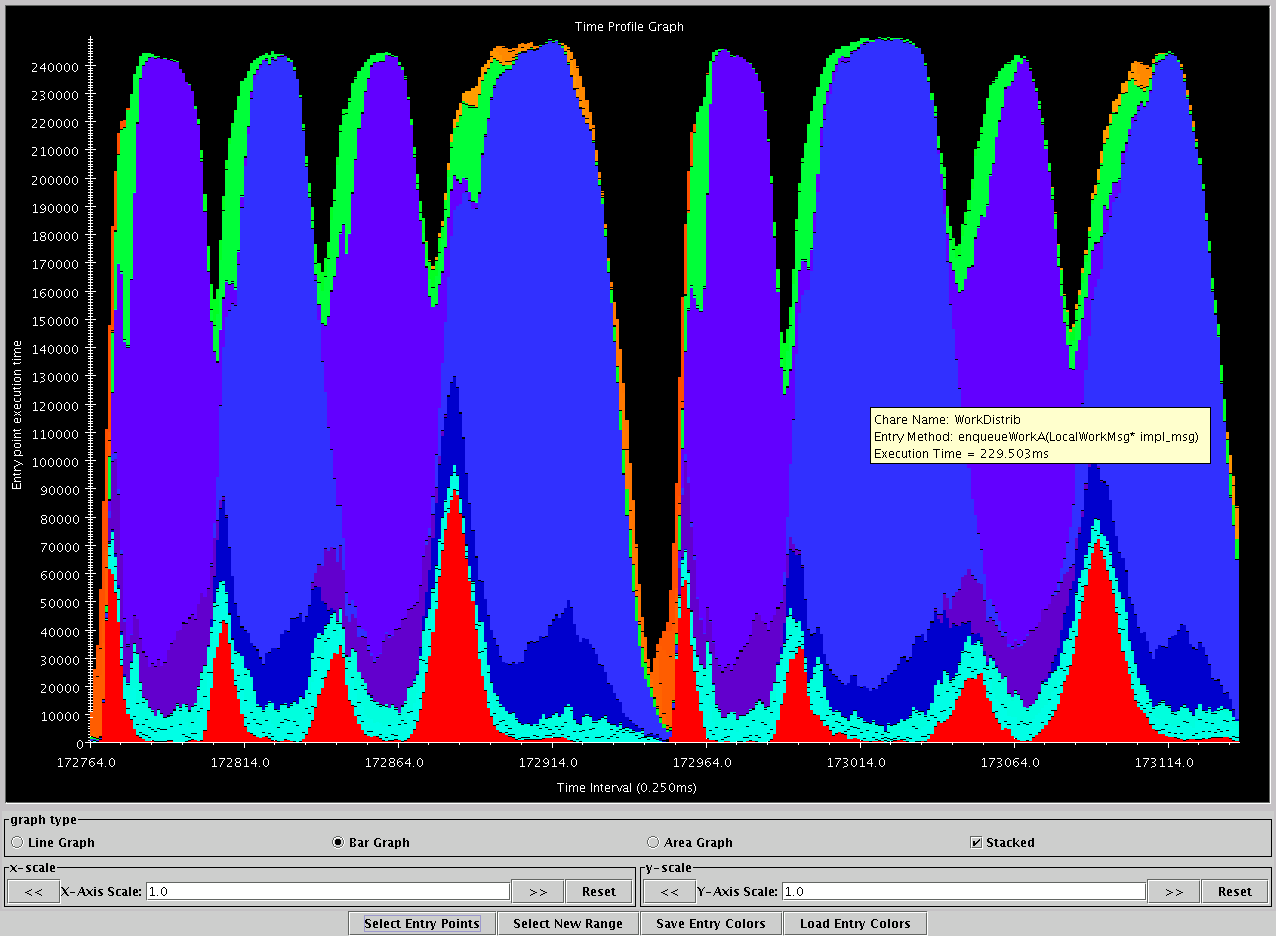 Time Profile Graph
240000
230000
220000
210000
200000
190000
180000
170000
160000
150000
140000
130000
120000
110000
100000
90000
80000
70000
60000
50000
40000
30000
20000
10000
0
Entry point execution time
Chare Name: WorkDistrib
Entry Method: enqueueWorkA(LocalWorkMsg* impl_msg)
Execution Time = 229.503ms
172764.0 172814.0 172864.0 172914.0 172964.0 173014.0 173064.0 173114.0
Time Interval (0.250ms)
graph type
Line Graph Bar Graph Area Graph Stacked
x-scale y-scale
<< X-Axis Scale: 1.0 >> Reset << Y-Axis Scale: 1.0 >> Reset
Select Entry Points Select New Range Save Entry Colors Load Entry Colors